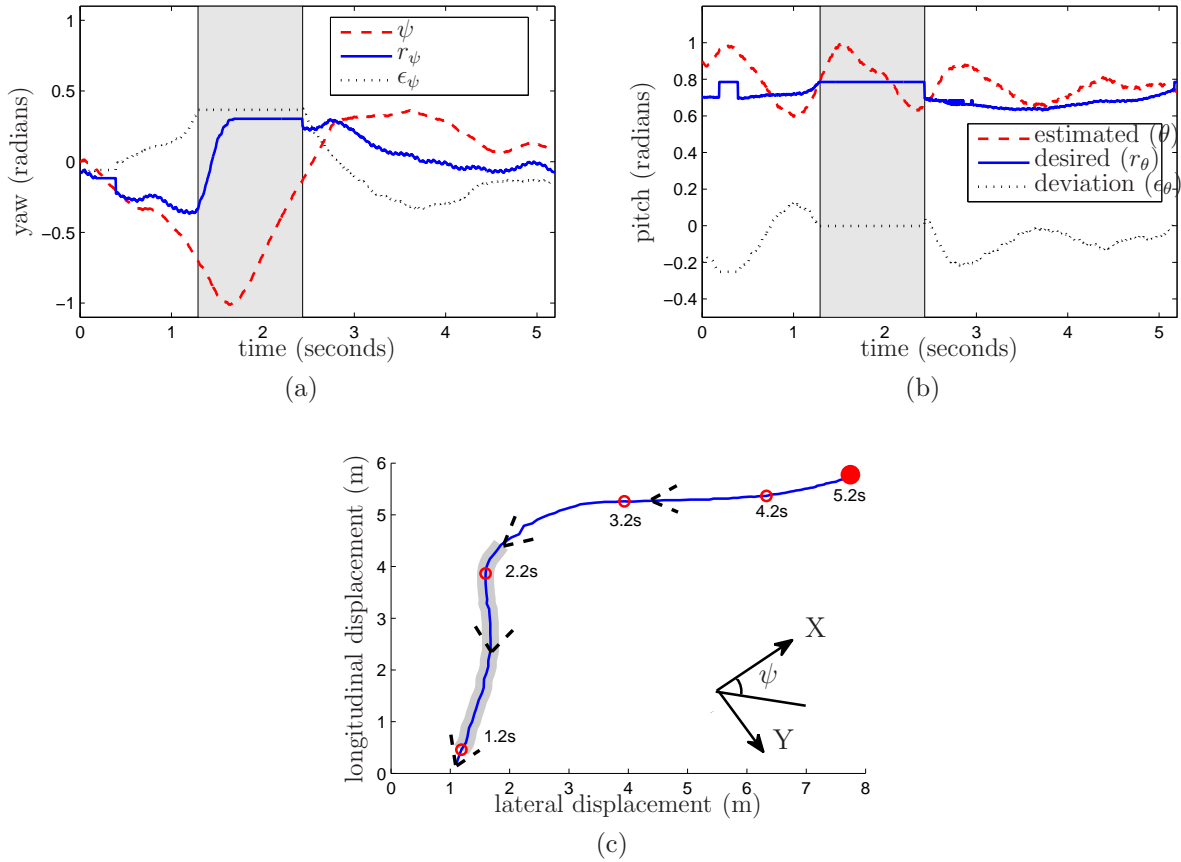 1
0.5
0
−0.5
−1
yaw (radians)
ψ
r_ψ
ϵ_ψ
0 1 2 3 4 5
time (seconds)
(a)
1
0.8
0.6
0.4
0.2
0
−0.2
−0.4
pitch (radians)
estimated (θ)
desired (r_θ)
deviation (ϵ_θ)
0 1 2 3 4 5
time (seconds)
(b)
6
5
4
3
2
1
0
longitudinal displacement (m)
5.2s
4.2s
3.2s
2.2s
1.2s
X
ψ
Y
0 1 2 3 4 5 6 7 8
lateral displacement (m)
(c)